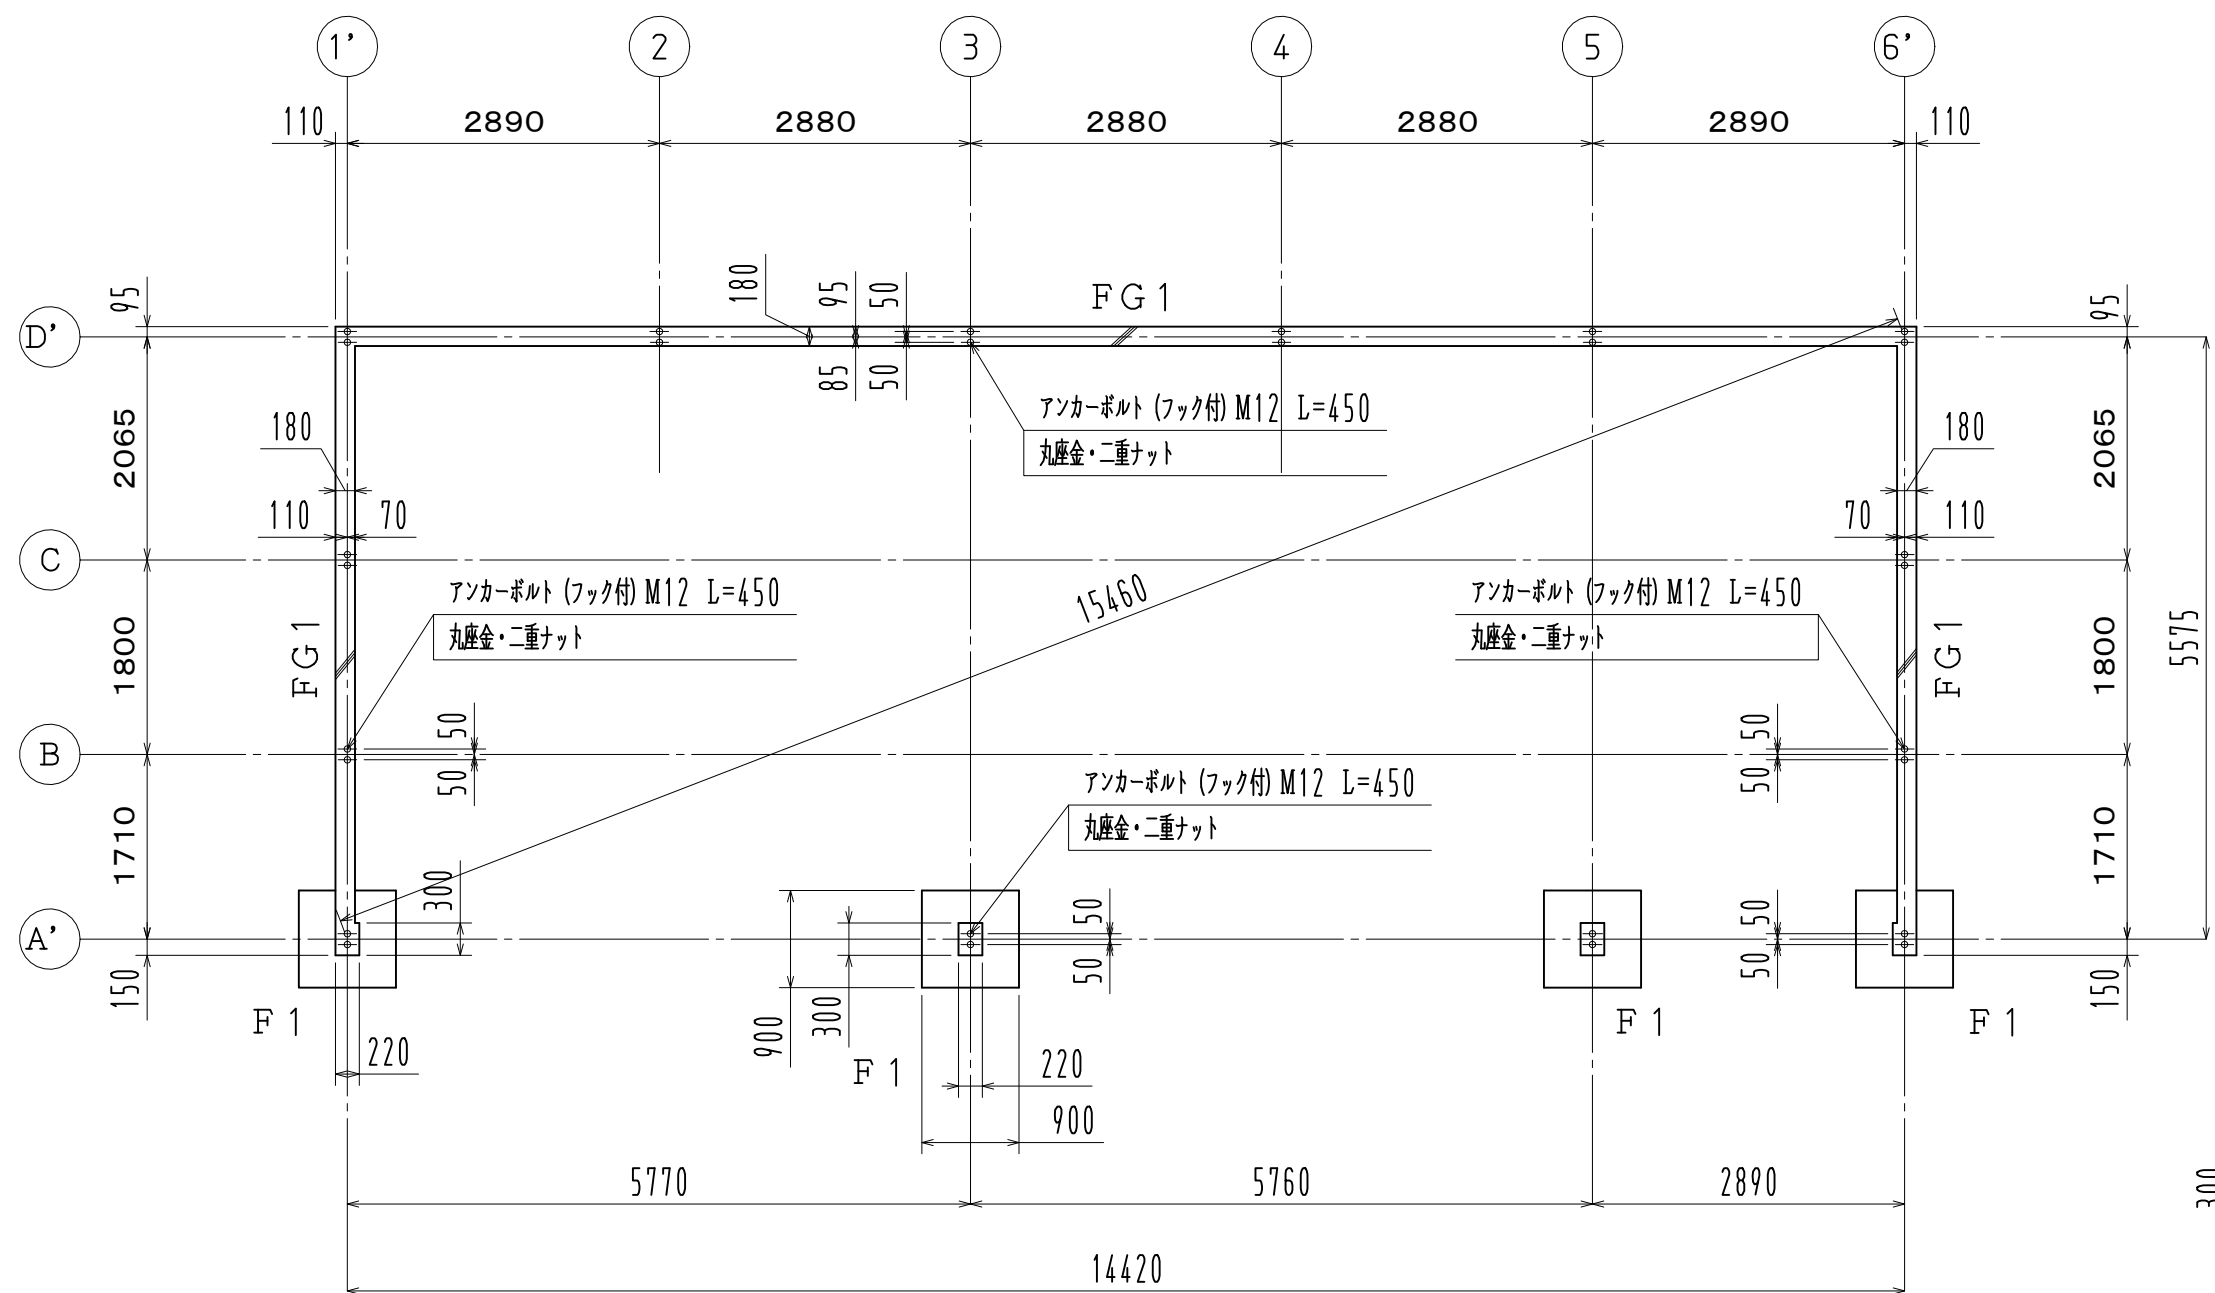 1' 2 3 4 5 6'
110 2890 2880 2880 2880 2890 110
95 180 95 50 FG1 95
D'
85 50
アンカーボルト (フック付) M12 L=450
丸座金・二重ナット
2065 180 180 2065 5575
110 70 70 110
C
アンカーボルト (フック付) M12 L=450
丸座金・二重ナット
15460
アンカーボルト (フック付) M12 L=450
丸座金・二重ナット
1800 FG1 FG1 1800
50 50
B
50 50
アンカーボルト (フック付) M12 L=450
丸座金・二重ナット
1710 300 1710
50 50
A'
150 50 50 150
F1 900 300 F1 F1
220 F1 220
900
5770 5760 2890 300
14420